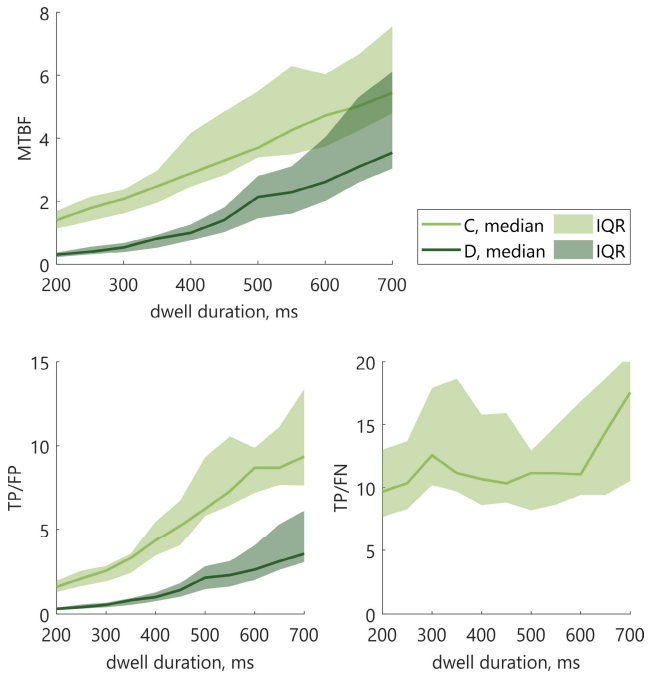 8
6
4
2
0
MTBF
200 300 400 500 600 700
dwell duration, ms
C, median IQR
D, median IQR
15
10
5
0
TP/FP
200 300 400 500 600 700
dwell duration, ms
20
15
10
5
0
TP/FN
200 300 400 500 600 700
dwell duration, ms